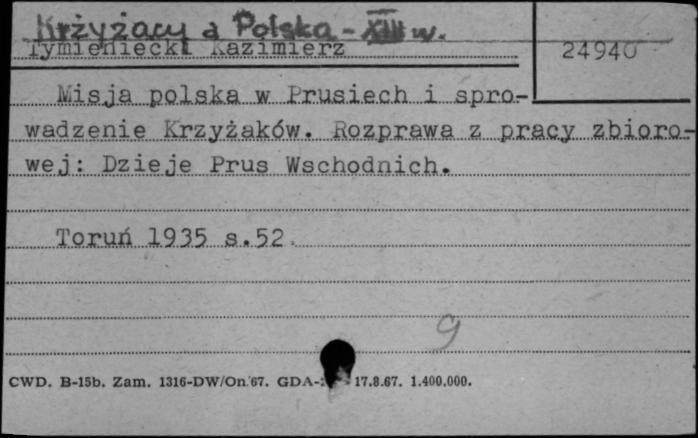 Krżyżacy a Polska - XIII w.
Tymieniecki Kazimierz
24940
Misja polska w Prusiech i spro-
wadzenie Krzyżaków. Rozprawa z pracy zbioro-
wej: Dzieje Prus Wschodnich.
Toruń 1935 s.52.
9
CWD. B-15b. Zam. 1316-DW/On.67. GDA- 17.8.67. 1.400.000.